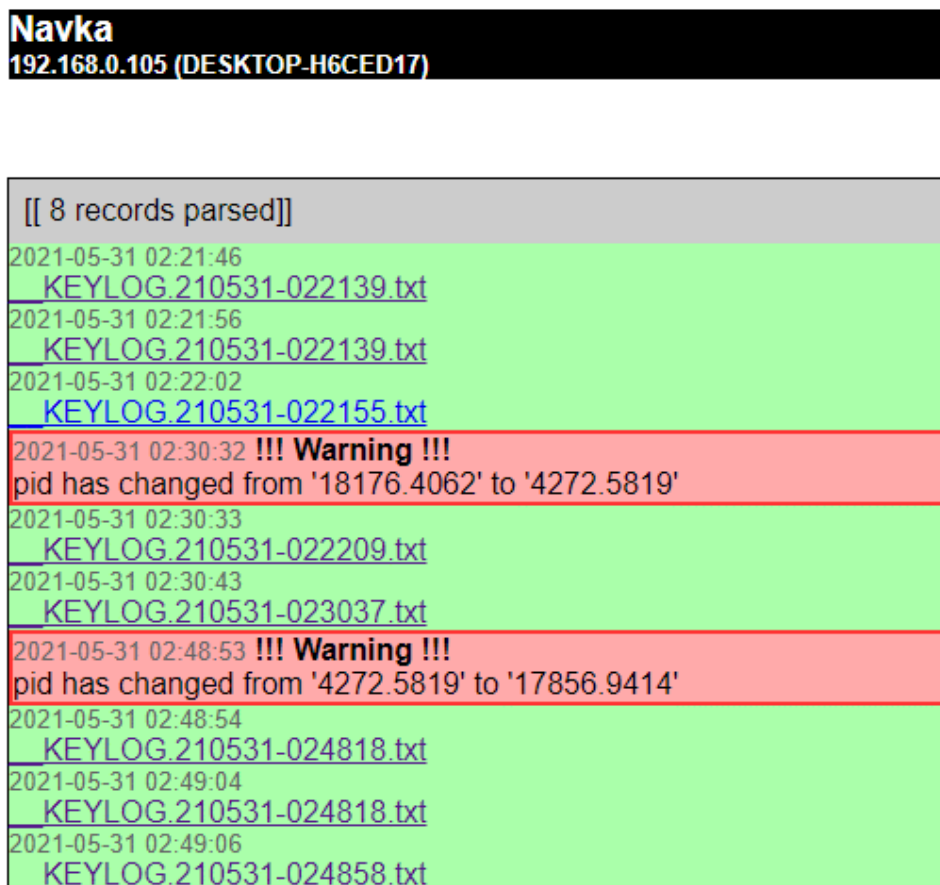 Navka
192.168.0.105 (DESKTOP-H6CED17)
[[ 8 records parsed]]
2021-05-31 02:21:46
__KEYLOG.210531-022139.txt
2021-05-31 02:21:56
__KEYLOG.210531-022139.txt
2021-05-31 02:22:02
__KEYLOG.210531-022155.txt
2021-05-31 02:30:32 !!! Warning !!!
pid has changed from '18176.4062' to '4272.5819'
2021-05-31 02:30:33
__KEYLOG.210531-022209.txt
2021-05-31 02:30:43
__KEYLOG.210531-023037.txt
2021-05-31 02:48:53 !!! Warning !!!
pid has changed from '4272.5819' to '17856.9414'
2021-05-31 02:48:54
__KEYLOG.210531-024818.txt
2021-05-31 02:49:04
__KEYLOG.210531-024818.txt
2021-05-31 02:49:06
__KEYLOG.210531-024858.txt